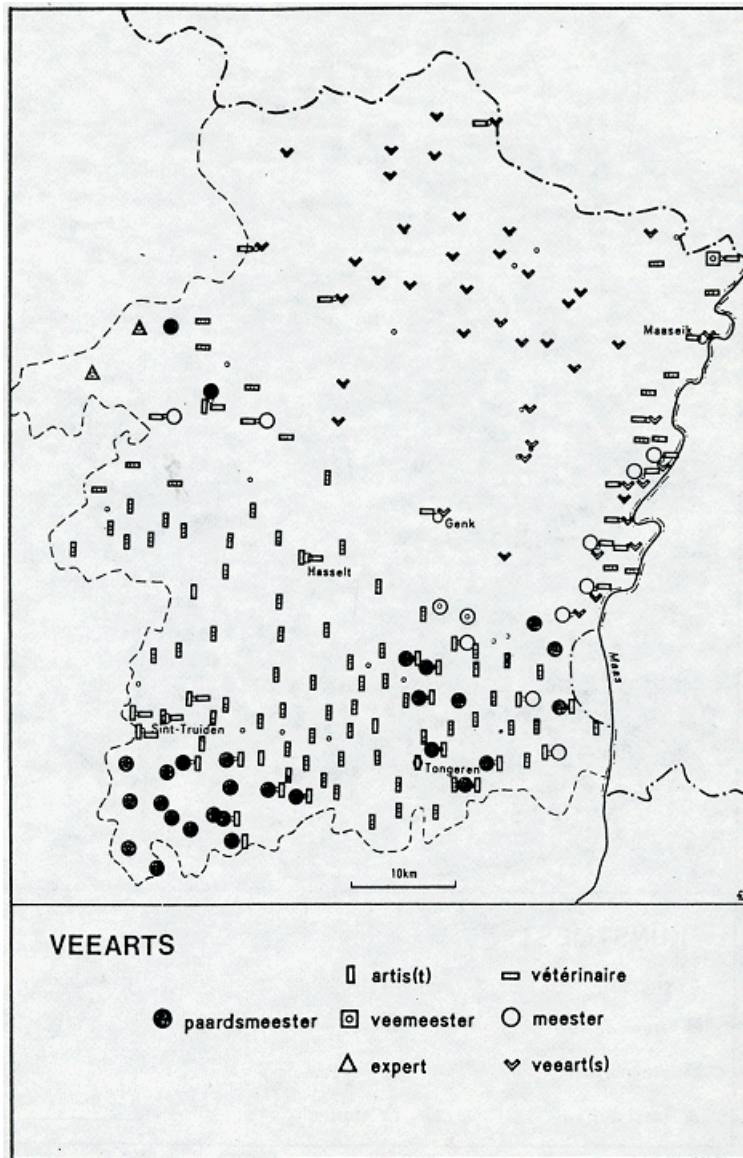 Maaseik
Genk
Hasselt
Maas
Sint-Truiden
Tongeren
10km
VEEARTS
artis(t)
vétérinaire
paardsmeester
veemeester
meester
expert
veeart(s)